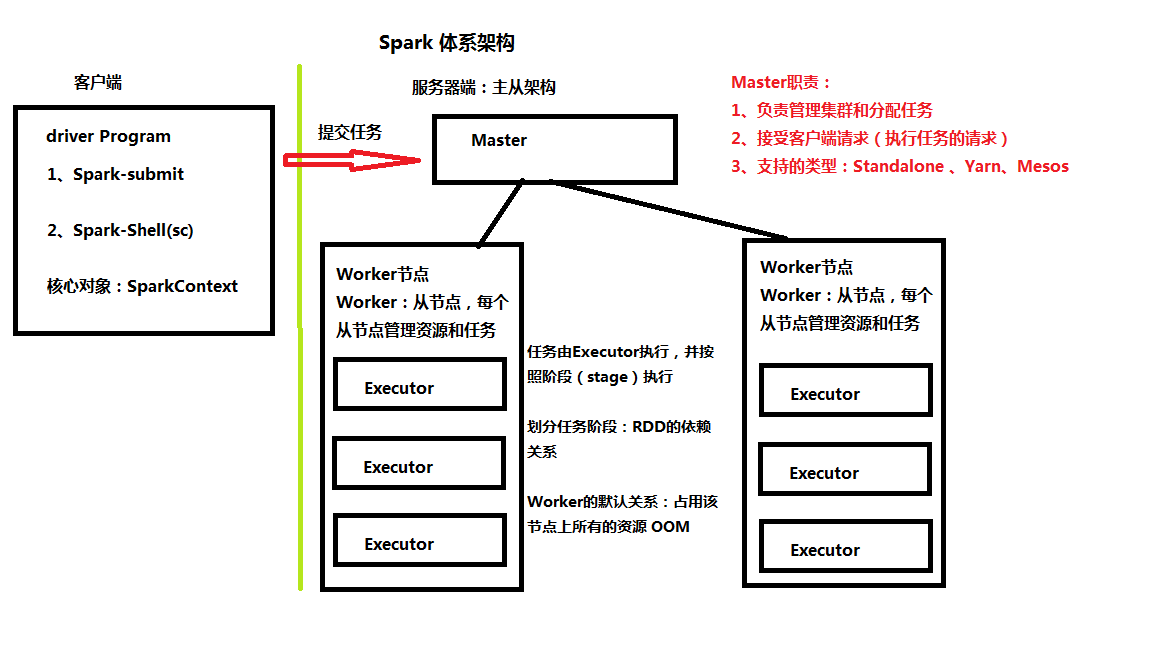 Spark 体系架构
客户端
driver Program
1、Spark-submit
2、Spark-Shell(sc)
核心对象：SparkContext
提交任务
服务器端：主从架构
Master
Master职责：
1、负责管理集群和分配任务
2、接受客户端请求（执行任务的请求）
3、支持的类型：Standalone 、Yarn、Mesos
Worker节点
Worker：从节点，每个
从节点管理资源和任务
Executor
Executor
Executor
任务由Executor执行，并按
照阶段（stage）执行
划分任务阶段：RDD的依赖
关系
Worker的默认关系：占用该
节点上所有的资源 OOM
Worker节点
Worker：从节点，每个
从节点管理资源和任务
Executor
Executor
Executor